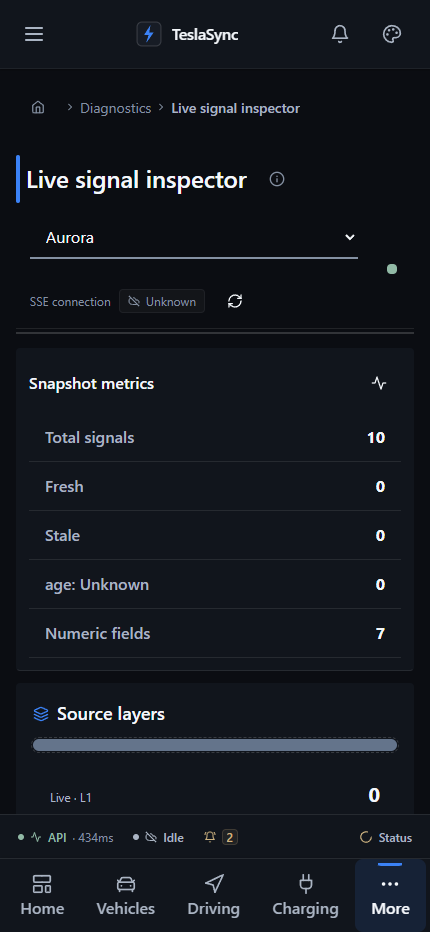 TeslaSync
Diagnostics
Live signal inspector
Live signal inspector
Aurora
SSE connection
Unknown
Snapshot metrics
Total signals 10
Fresh 0
Stale 0
age: Unknown 0
Numeric fields 7
Source layers
Live · L1 0
API · 434ms
Idle
2
Status
Home
Vehicles
Driving
Charging
More